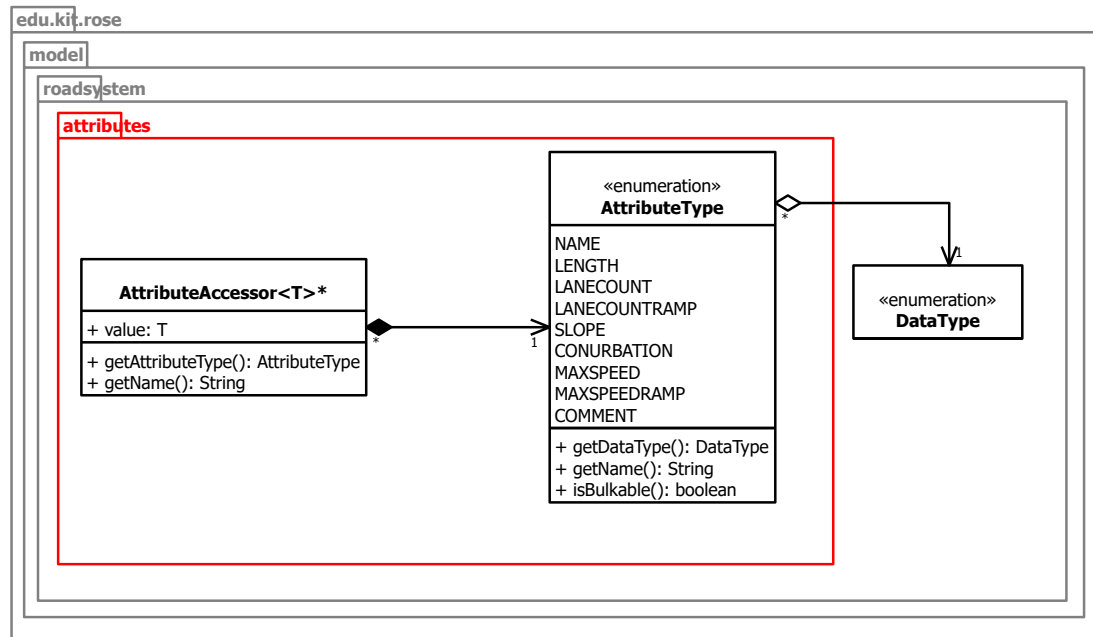 edu.kit.rose
model
roadsystem
attributes
«enumeration»
AttributeType
NAME
LENGTH
LANECOUNT
LANECOUNTRAMP
SLOPE
CONURBATION
MAXSPEED
MAXSPEEDRAMP
COMMENT
+ getDataType(): DataType
+ getName(): String
+ isBulkable(): boolean
*
1
«enumeration»
DataType
AttributeAccessor<T>*
+ value: T
+ getAttributeType(): AttributeType
+ getName(): String
*
1